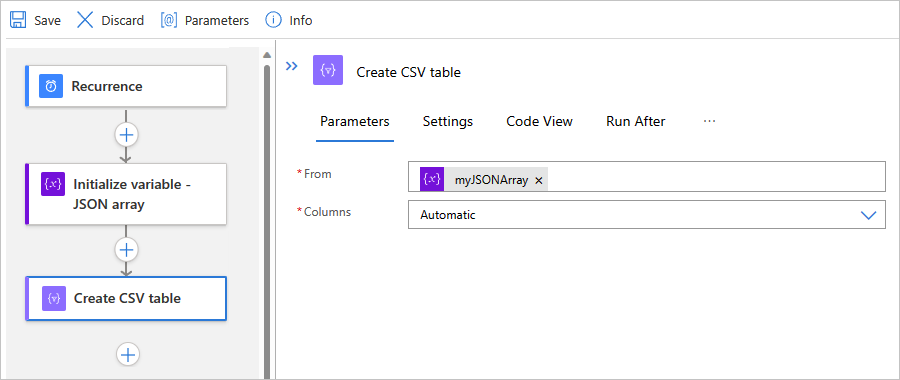 Save Discard Parameters Info
Recurrence
Initialize variable -
JSON array
Create CSV table
Create CSV table
Parameters Settings Code View Run After ...
*From myJSONArray ×
*Columns Automatic